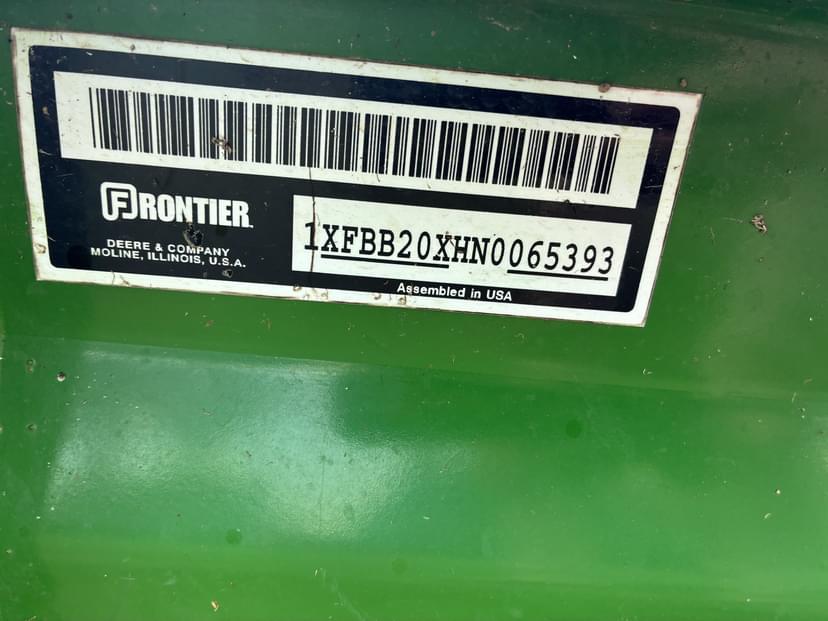 FRONTIER
DEERE & COMPANY
MOLINE, ILLINOIS, U.S.A.
1XFBB20XHN0065393
Assembled in USA